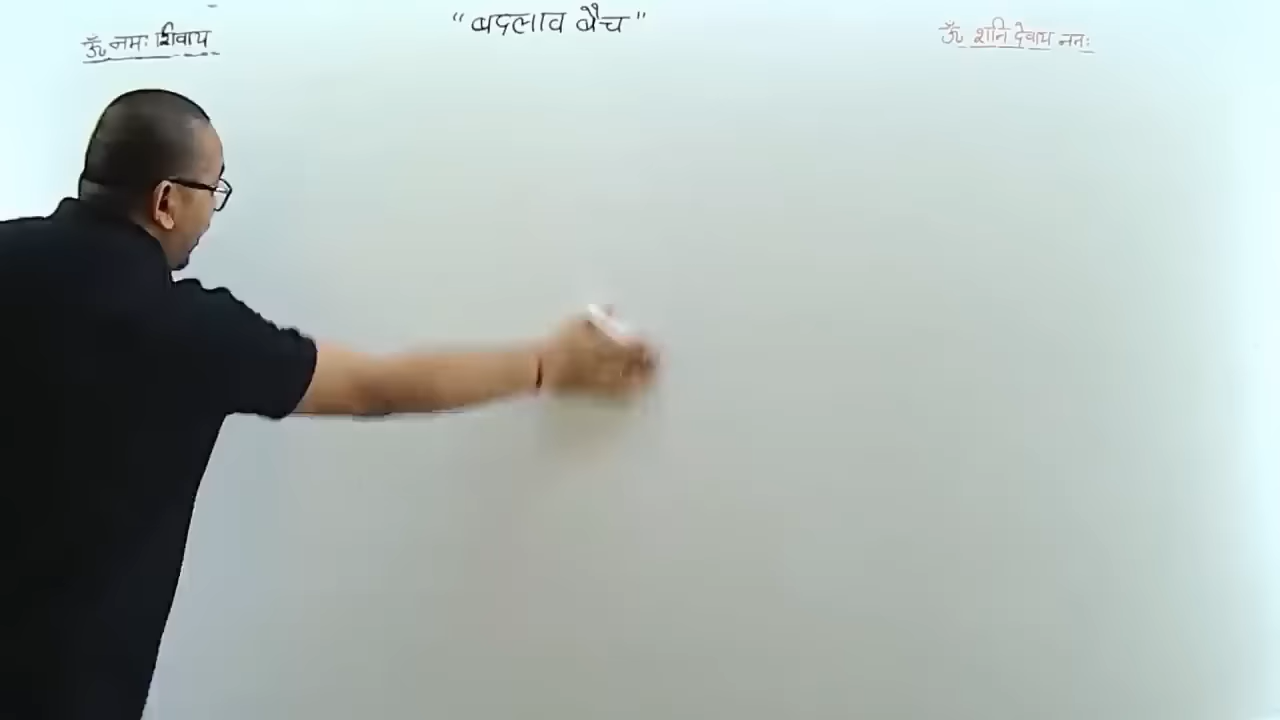 ॐ नमः शिवाय
"बदलाव बैच"
ॐ शनि देवाय नमः